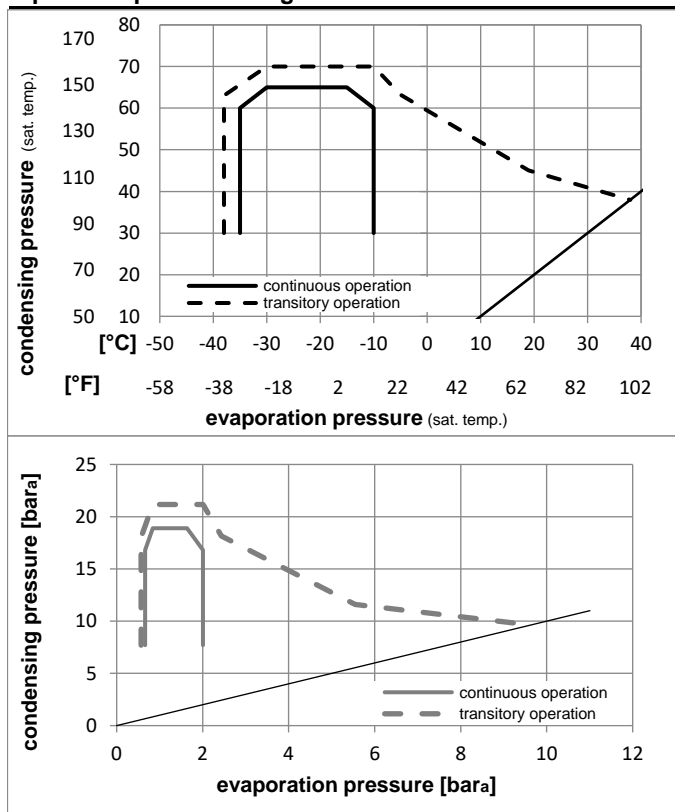 condensing pressure (sat. temp.)
170 80
150 70
130 60
110 50
90 40
70 30
50 20
10
continuous operation
transitory operation
[°C] -50 -40 -30 -20 -10 0 10 20 30 40
[°F] -58 -38 -18 2 22 42 62 82 102
evaporation pressure (sat. temp.)
condensing pressure [bara]
25
20
15
10
5
0
continuous operation
transitory operation
0 2 4 6 8 10 12
evaporation pressure [bara]